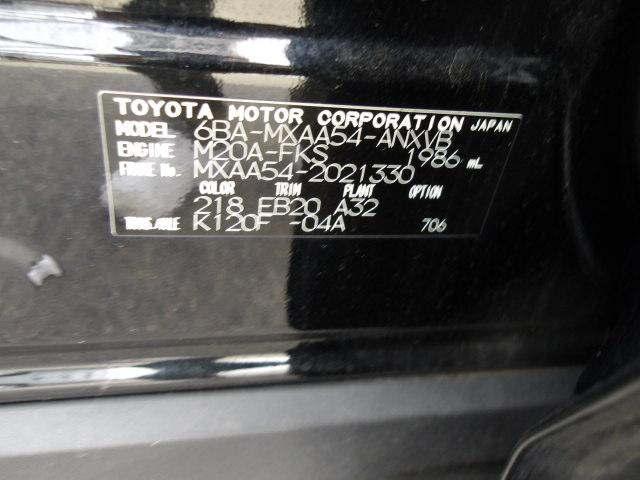 TOYOTA MOTOR CORPORATION JAPAN
MODEL 6BA-MXAA54-ANXVB
ENGINE M20A-FKS 1986 mL
FRAME No. MXAA54-2021330
COLOR TRIM PLANT OPTION
218 EB20 A32
TRANS.AXLE K120F -04A 706